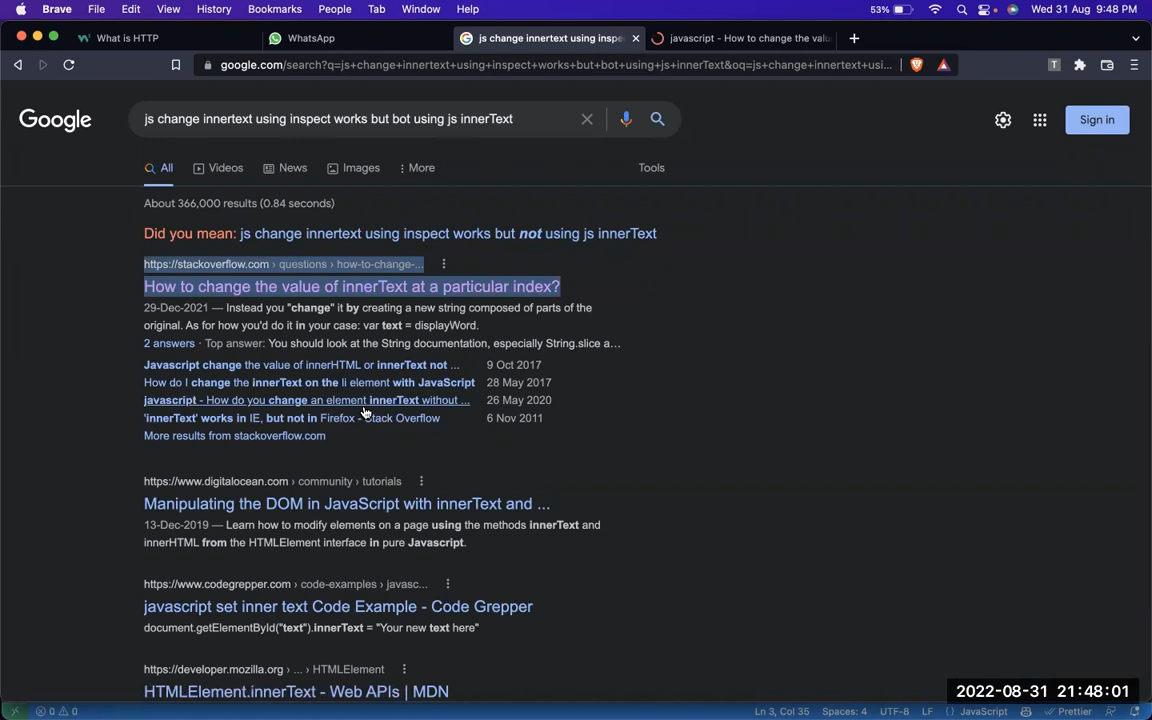 Brave File Edit View History Bookmarks People Tab Window Help 53% Wed 31 Aug 9:48 PM
What is HTTP WhatsApp js change innertext using inspe javascript - How to change the valu
google.com/search?q=js+change+innertext+using+inspect+works+but+bot+using+js+innerText&oq=js+change+innertext+usi...
Google js change innertext using inspect works but bot using js innerText Sign in
All Videos News Images More Tools
About 366,000 results (0.84 seconds)
Did you mean: js change innertext using inspect works but not using js innerText
https://stackoverflow.com › questions › how-to-change-...
How to change the value of innerText at a particular index?
29-Dec-2021 — Instead you "change" it by creating a new string composed of parts of the
original. As for how you'd do it in your case: var text = displayWord.
2 answers · Top answer: You should look at the String documentation, especially String.slice a...
Javascript change the value of innerHTML or innerText not ... 9 Oct 2017
How do I change the innerText on the li element with JavaScript 28 May 2017
javascript - How do you change an element innerText without ... 26 May 2020
'innerText' works in IE, but not in Firefox - Stack Overflow 6 Nov 2011
More results from stackoverflow.com
https://www.digitalocean.com › community › tutorials
Manipulating the DOM in JavaScript with innerText and ...
13-Dec-2019 — Learn how to modify elements on a page using the methods innerText and
innerHTML from the HTMLElement interface in pure Javascript.
https://www.codegrepper.com › code-examples › javasc...
javascript set inner text Code Example - Code Grepper
document.getElementById("text").innerText = "Your new text here"
https://developer.mozilla.org › ... › HTMLElement
HTMLElement.innerText - Web APIs | MDN
2022-08-31 21:48:01
0 0 Ln 3, Col 35 Spaces: 4 UTF-8 LF {} JavaScript Prettier